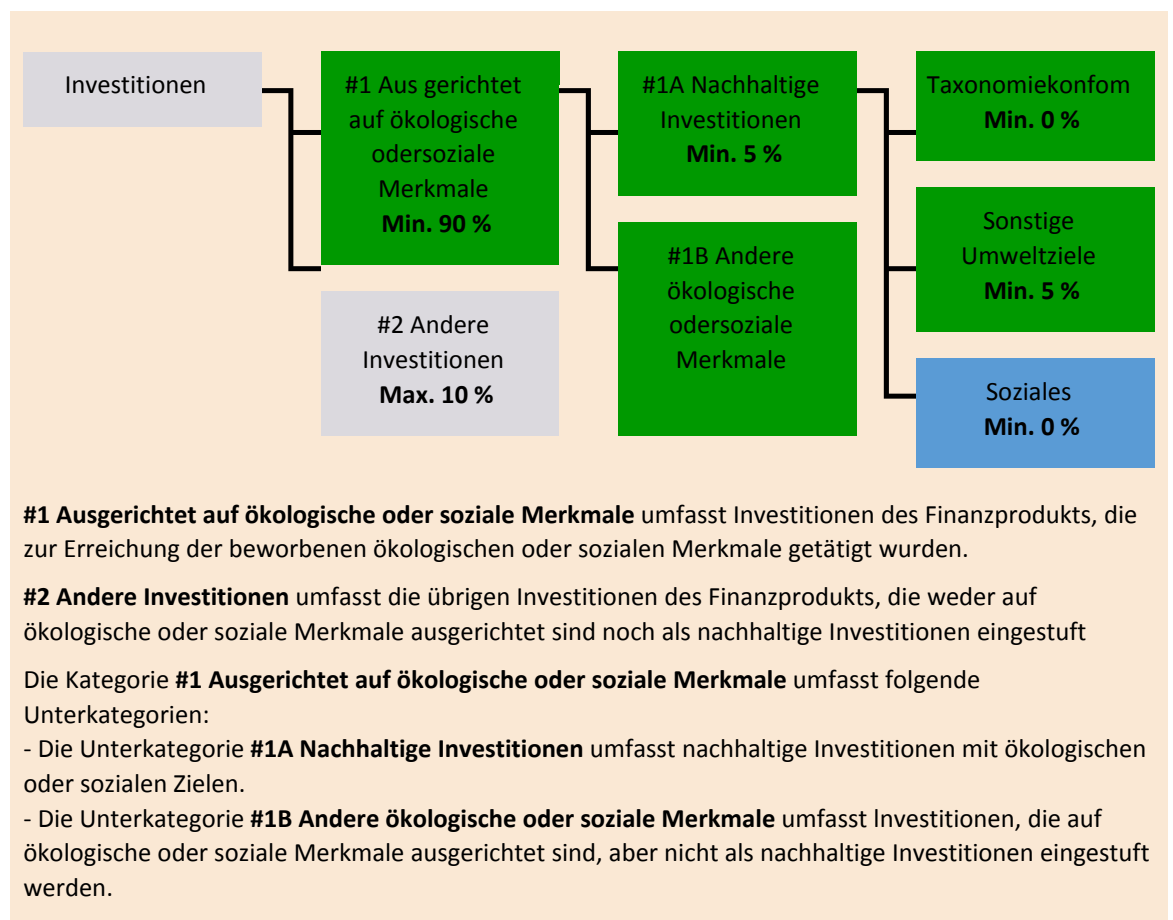 Investitionen
#1 Aus gerichtet
auf ökologische
odersoziale
Merkmale
Min. 90 %
#2 Andere
Investitionen
Max. 10 %
#1A Nachhaltige
Investitionen
Min. 5 %
#1B Andere
ökologische
odersoziale
Merkmale
Taxonomiekonfom
Min. 0 %
Sonstige
Umweltziele
Min. 5 %
Soziales
Min. 0 %
#1 Ausgerichtet auf ökologische oder soziale Merkmale umfasst Investitionen des Finanzprodukts, die
zur Erreichung der beworbenen ökologischen oder sozialen Merkmale getätigt wurden.
#2 Andere Investitionen umfasst die übrigen Investitionen des Finanzprodukts, die weder auf
ökologische oder soziale Merkmale ausgerichtet sind noch als nachhaltige Investitionen eingestuft
Die Kategorie #1 Ausgerichtet auf ökologische oder soziale Merkmale umfasst folgende
Unterkategorien:
- Die Unterkategorie #1A Nachhaltige Investitionen umfasst nachhaltige Investitionen mit ökologischen
oder sozialen Zielen.
- Die Unterkategorie #1B Andere ökologische oder soziale Merkmale umfasst lnvestitionen, die auf
ökologische oder soziale Merkmale ausgerichtet sind, aber nicht als nachhaltige Investitionen eingestuft
werden.